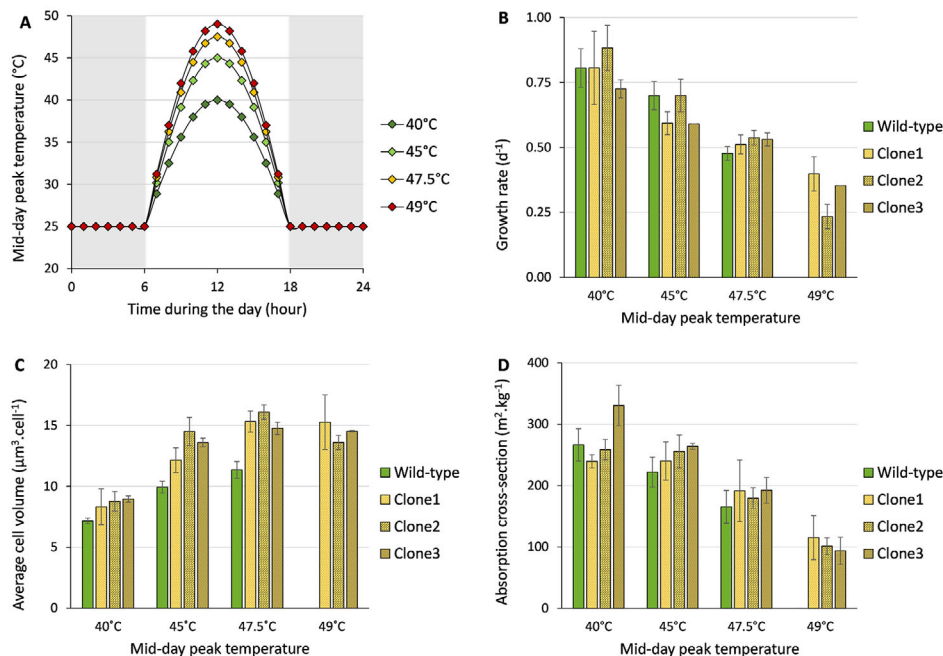 A
Mid-day peak temperature (°C)
50
45
40
35
30
25
20
0 6 12 18 24
Time during the day (hour)
40°C
45°C
47.5°C
49°C
B
Growth rate (d⁻¹)
1.00
0.75
0.50
0.25
0.00
40°C 45°C 47.5°C 49°C
Mid-day peak temperature
Wild-type
Clone1
Clone2
Clone3
C
Average cell volume (µm³.cell⁻¹)
20
15
10
5
0
40°C 45°C 47.5°C 49°C
Mid-day peak temperature
Wild-type
Clone1
Clone2
Clone3
D
Absorption cross-section (m².kg⁻¹)
400
300
200
100
0
40°C 45°C 47.5°C 49°C
Mid-day peak temperature
Wild-type
Clone1
Clone2
Clone3